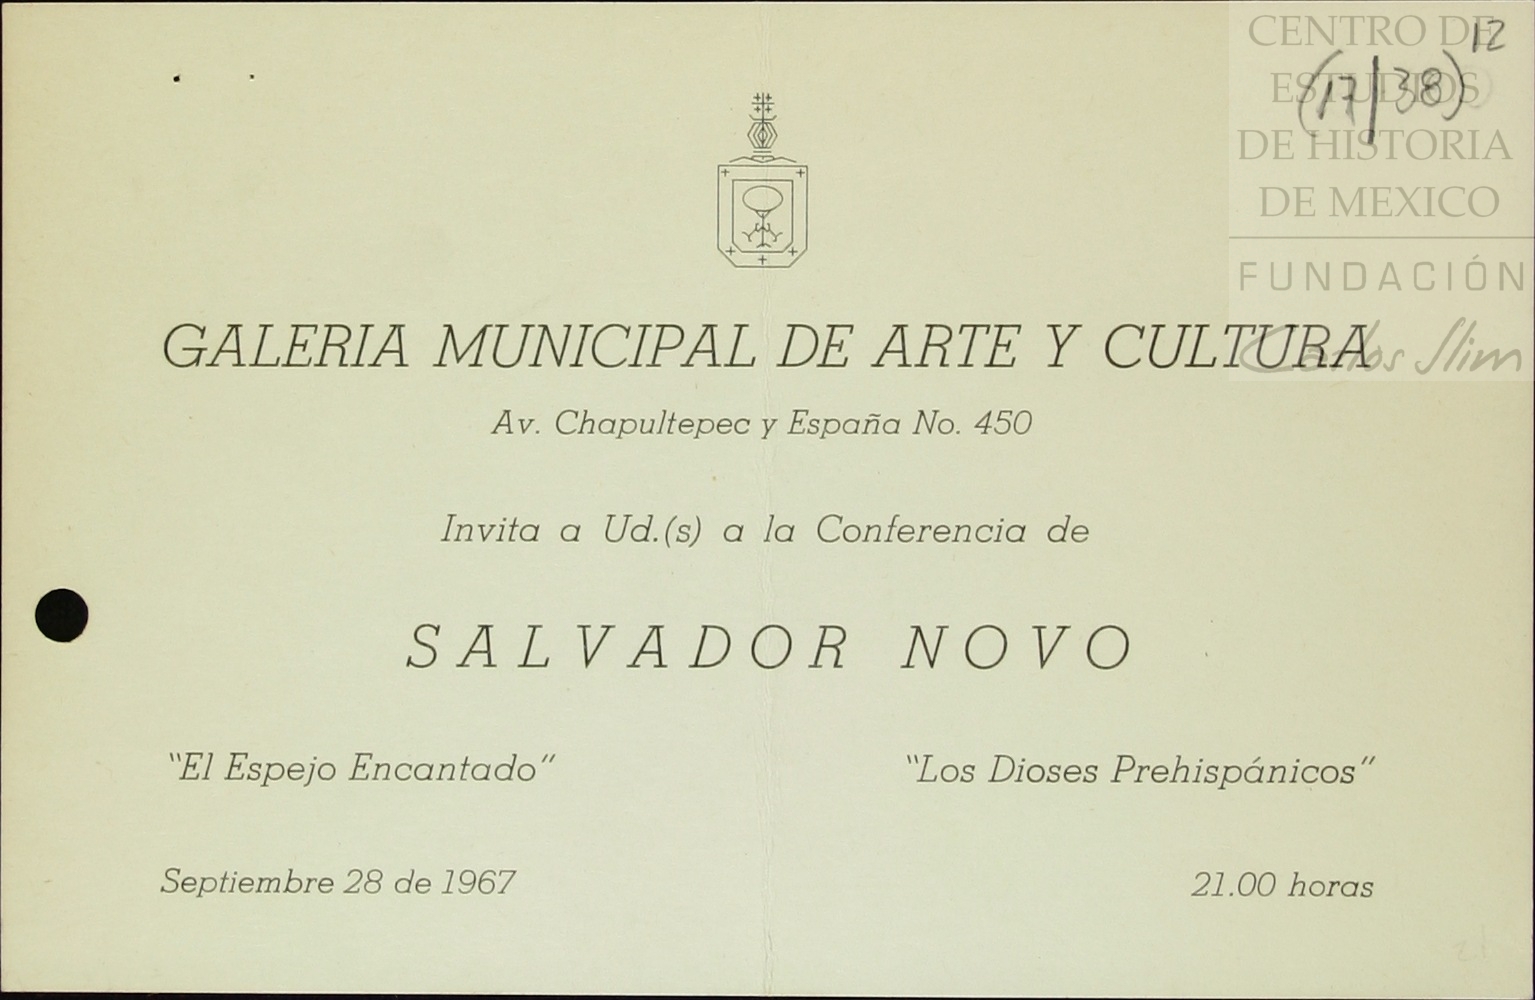 CENTRO DE
ESTUDIOS
DE HISTORIA
DE MEXICO
FUNDACIÓN
Carlos Slim
12
(17/38)
GALERIA MUNICIPAL DE ARTE Y CULTURA
Av. Chapultepec y España No. 450
Invita a Ud.(s) a la Conferencia de
SALVADOR NOVO
"El Espejo Encantado" "Los Dioses Prehispánicos"
Septiembre 28 de 1967 21.00 horas